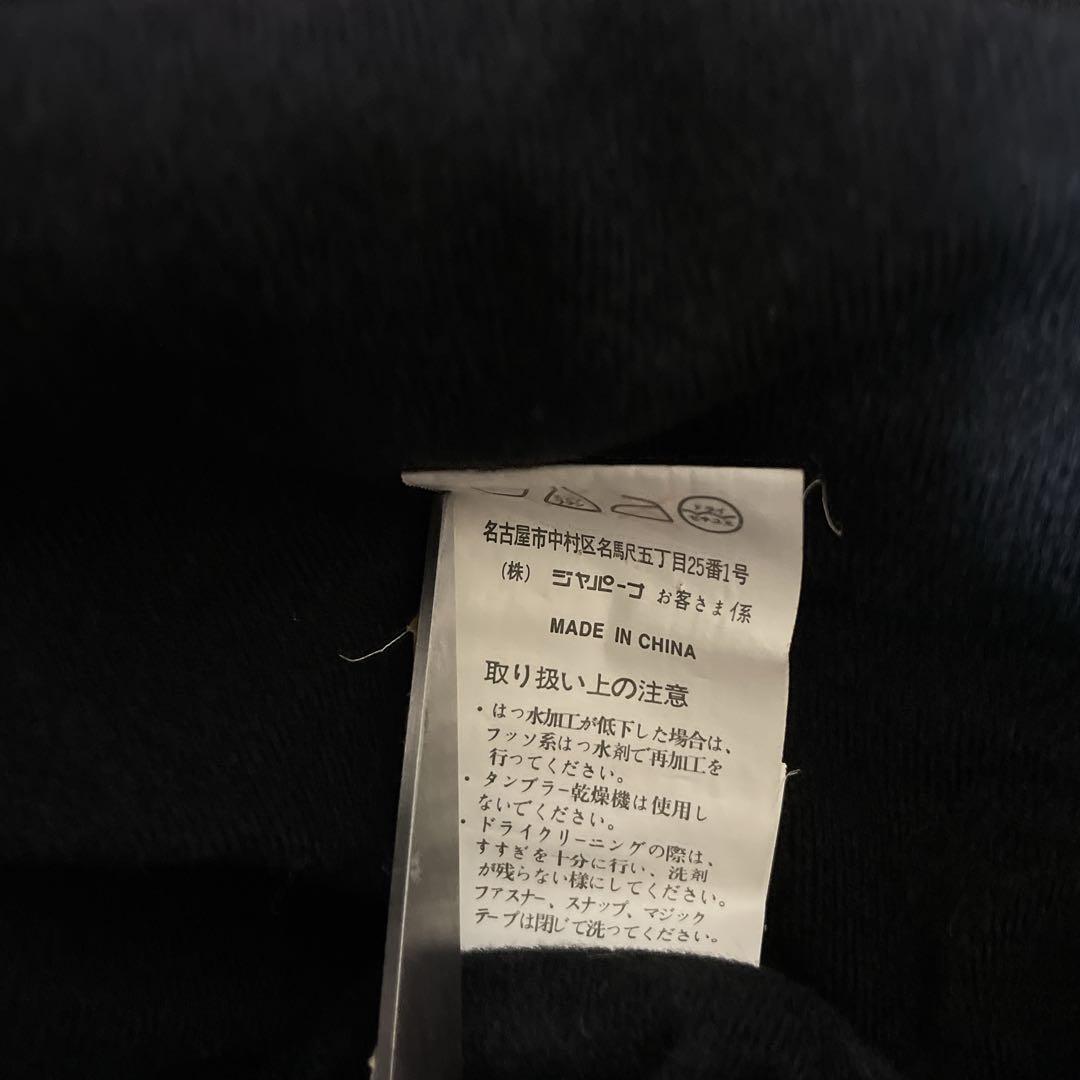 名古屋市中村区名馬尺五丁目25番1号
(株) ジャパーナ お客さま係
MADE IN CHINA
取り扱い上の注意
・はっ水加工が低下した場合は、
フッソ系はっ水剤で再加工を
行ってください。
・タンブラー乾燥機は使用し
ないでください。
・ドライクリーニングの際は、
すすぎを十分に行い、洗剤
が残らない様にしてください。
ファスナー、スナップ、マジック
テープは閉じて洗ってください。